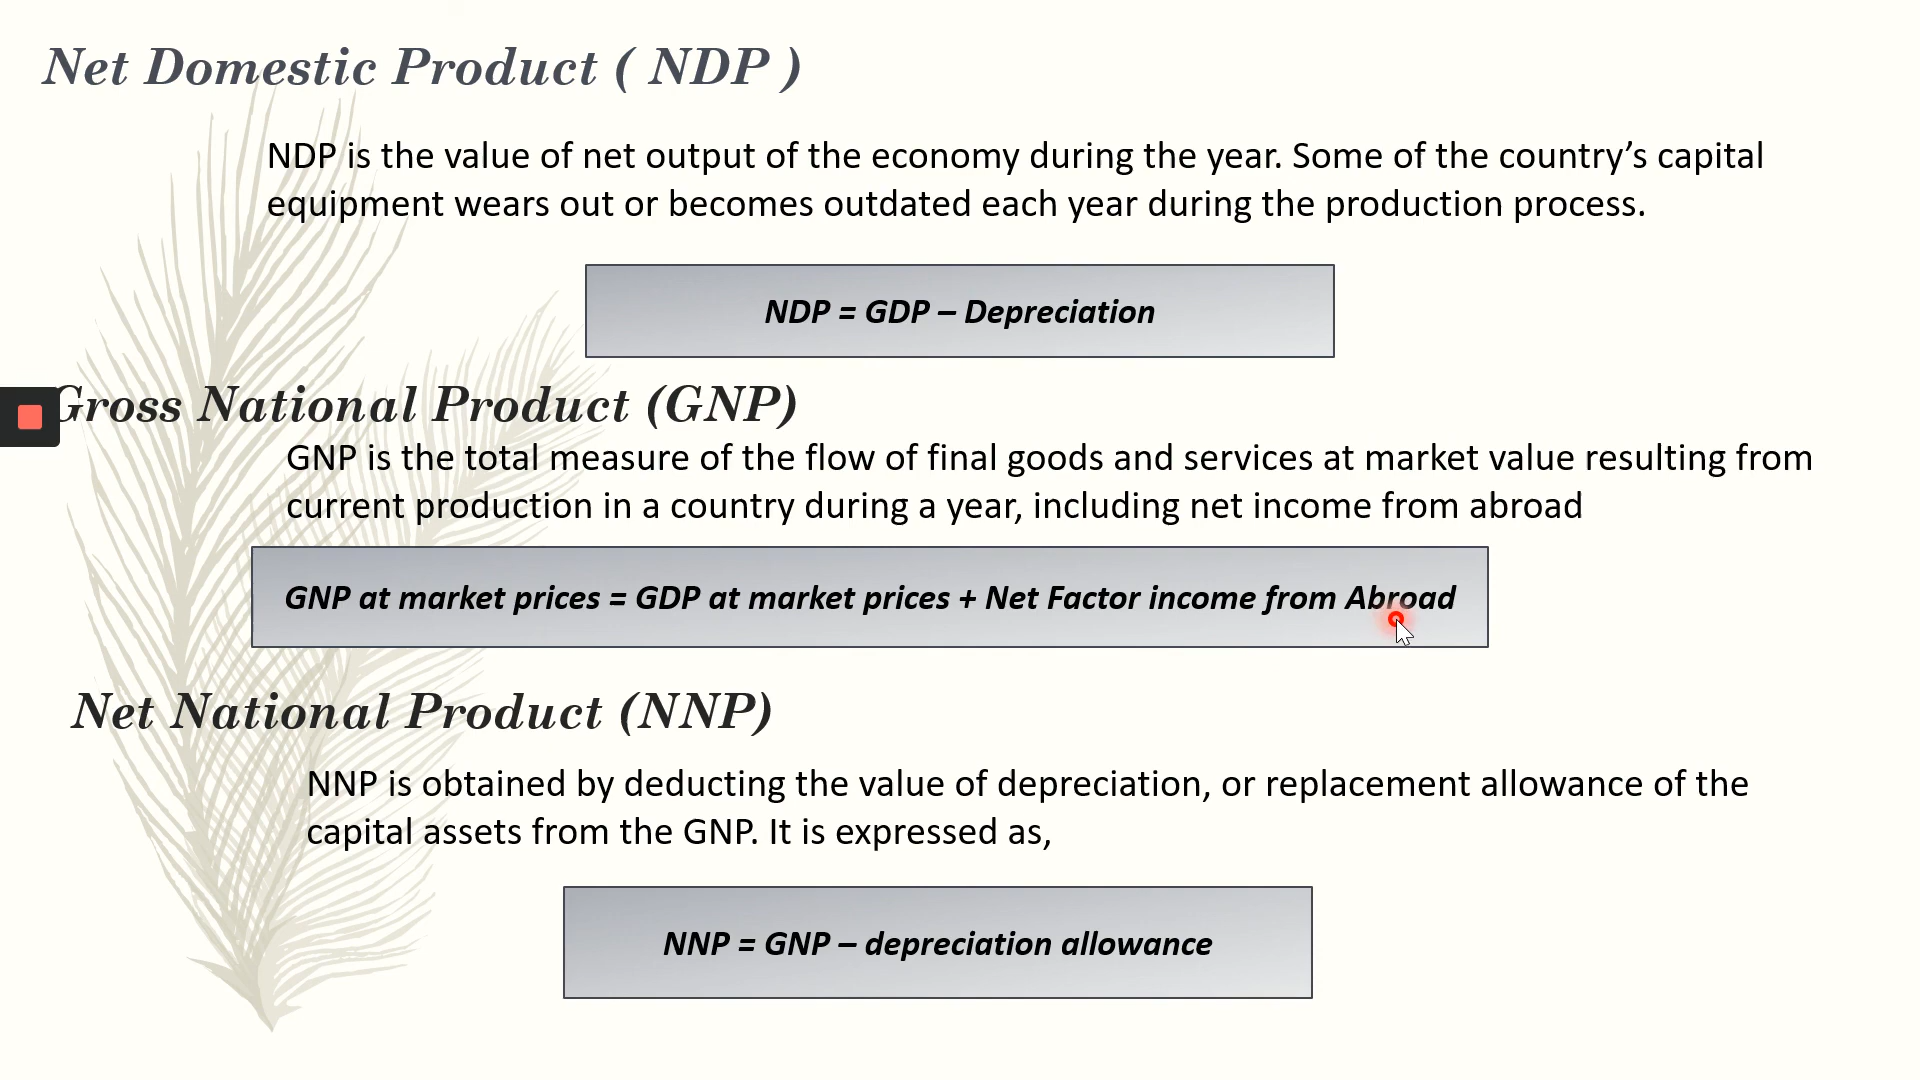 Net Domestic Product ( NDP )
NDP is the value of net output of the economy during the year. Some of the country’s capital
equipment wears out or becomes outdated each year during the production process.
NDP = GDP – Depreciation
Gross National Product (GNP)
GNP is the total measure of the flow of final goods and services at market value resulting from
current production in a country during a year, including net income from abroad
GNP at market prices = GDP at market prices + Net Factor income from Abroad
Net National Product (NNP)
NNP is obtained by deducting the value of depreciation, or replacement allowance of the
capital assets from the GNP. It is expressed as,
NNP = GNP – depreciation allowance